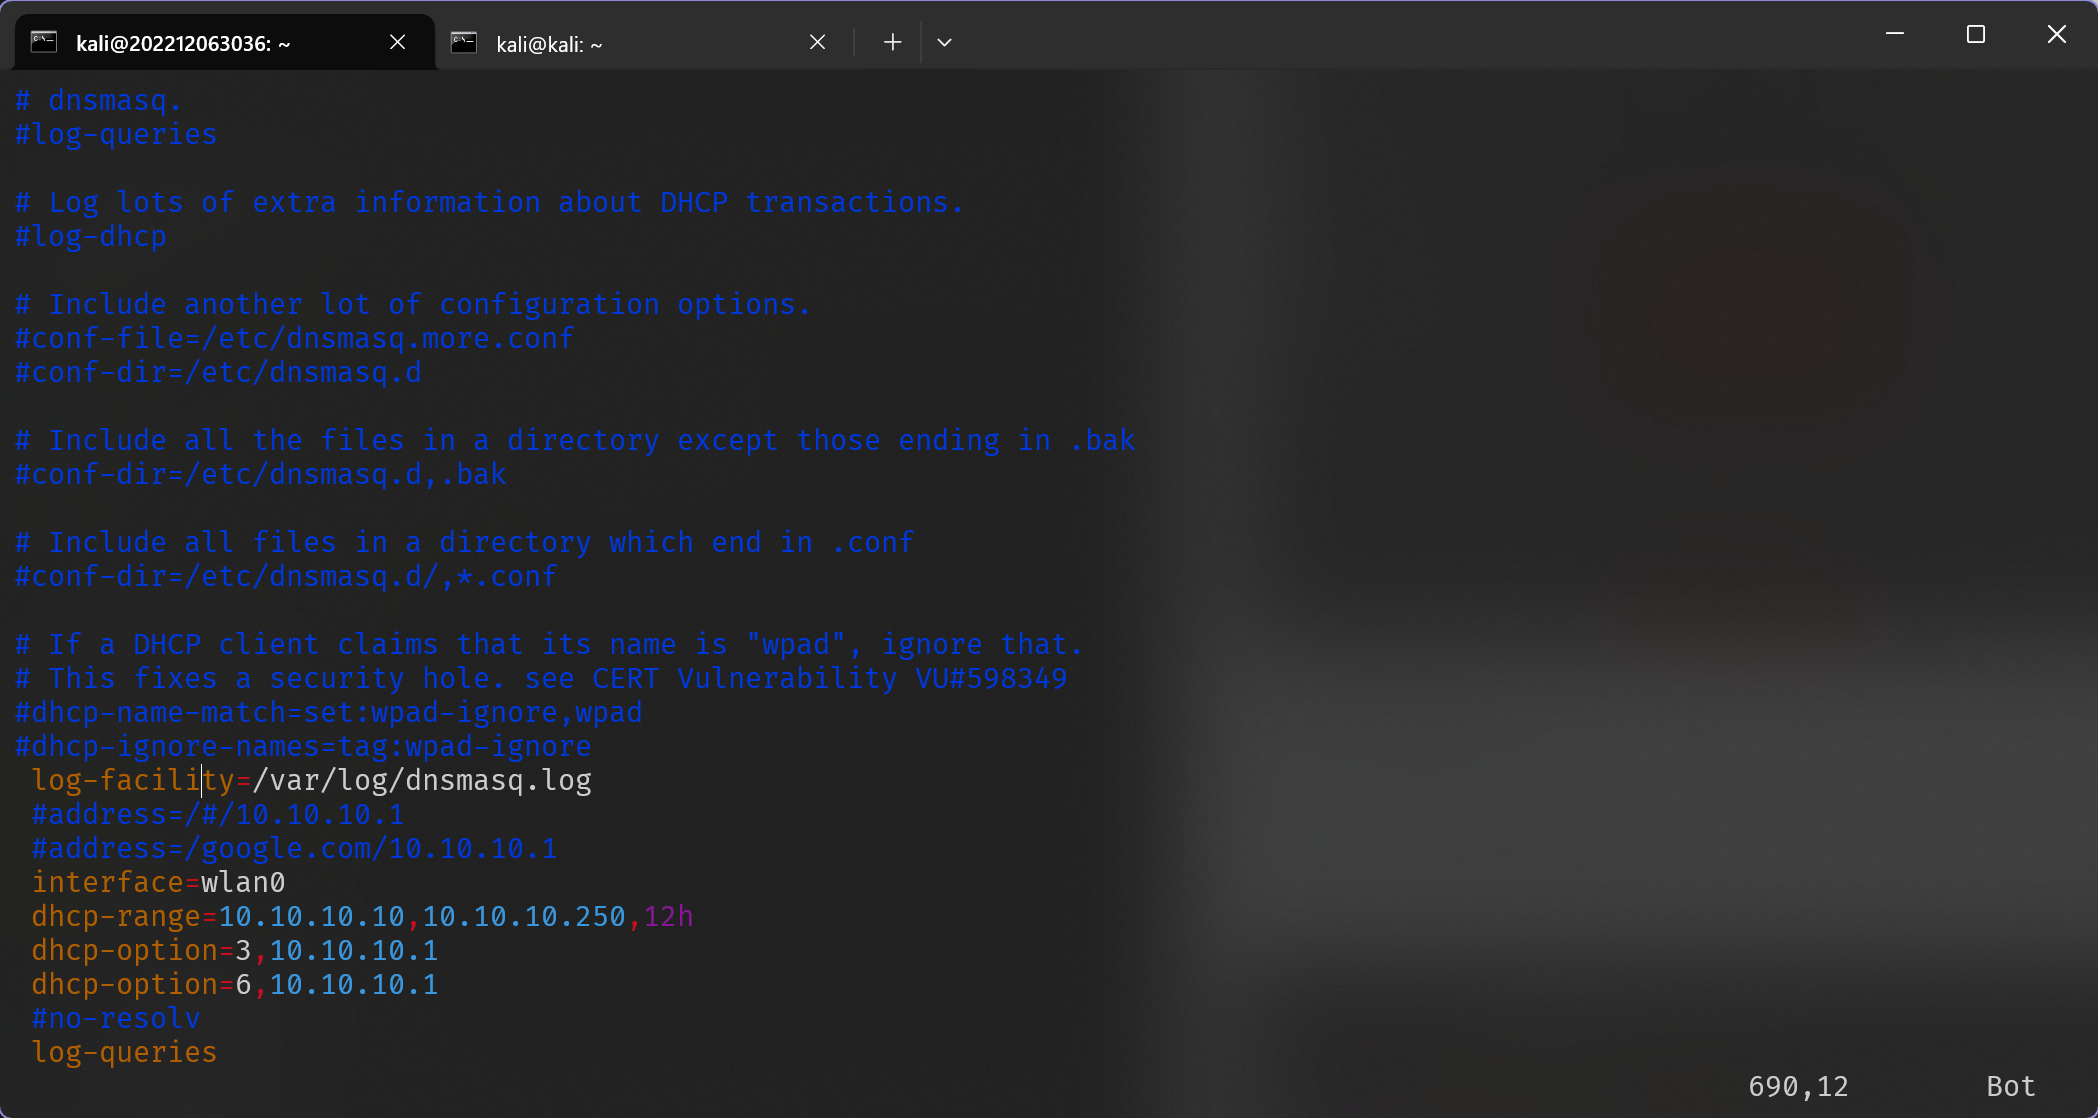 kali@202212063036: ~
kali@kali: ~
# dnsmasq.
#log-queries
# Log lots of extra information about DHCP transactions.
#log-dhcp
# Include another lot of configuration options.
#conf-file=/etc/dnsmasq.more.conf
#conf-dir=/etc/dnsmasq.d
# Include all the files in a directory except those ending in .bak
#conf-dir=/etc/dnsmasq.d,.bak
# Include all files in a directory which end in .conf
#conf-dir=/etc/dnsmasq.d/,*.conf
# If a DHCP client claims that its name is "wpad", ignore that.
# This fixes a security hole. see CERT Vulnerability VU#598349
#dhcp-name-match=set:wpad-ignore,wpad
#dhcp-ignore-names=tag:wpad-ignore
log-facility=/var/log/dnsmasq.log
#address=/#/10.10.10.1
#address=/google.com/10.10.10.1
interface=wlan0
dhcp-range=10.10.10.10,10.10.10.250,12h
dhcp-option=3,10.10.10.1
dhcp-option=6,10.10.10.1
#no-resolv
log-queries
690,12 Bot